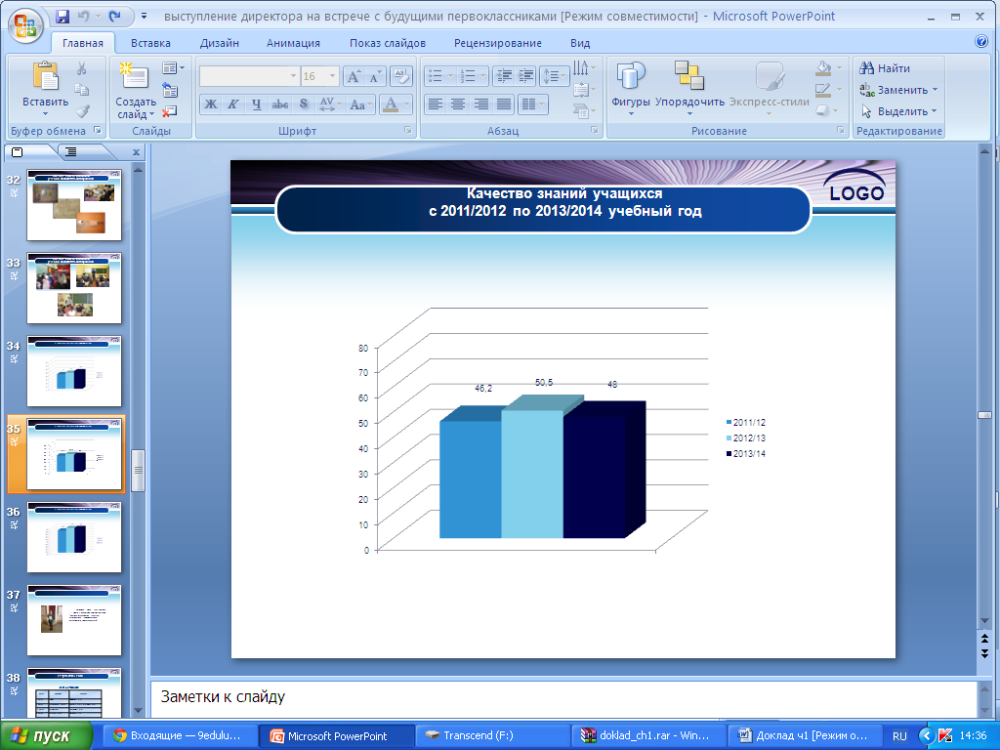 выступление директора на встрече с будущими первоклассниками [Режим совместимости] - Microsoft PowerPoint
Главная Вставка Дизайн Анимация Показ слайдов Рецензирование Вид
Вставить
Буфер обмена
Создать слайд
Слайды
16
Ж К Ч abc S AV Aa A
Шрифт
Абзац
Фигуры Упорядочить Экспресс-стили
Рисование
Найти
Заменить
Выделить
Редактирование
32
33
34
35
36
37
38
Качество знаний учащихся
с 2011/2012 по 2013/2014 учебный год
LOGO
80
70
60
50
40
30
20
10
0
46,2
50,5
48
2011/12
2012/13
2013/14
Заметки к слайду
пуск
Входящие — 9edulu...
Microsoft PowerPoint
Transcend (F:)
doklad_ch1.rar - Win...
Доклад ч1 [Режим о...
RU
14:36